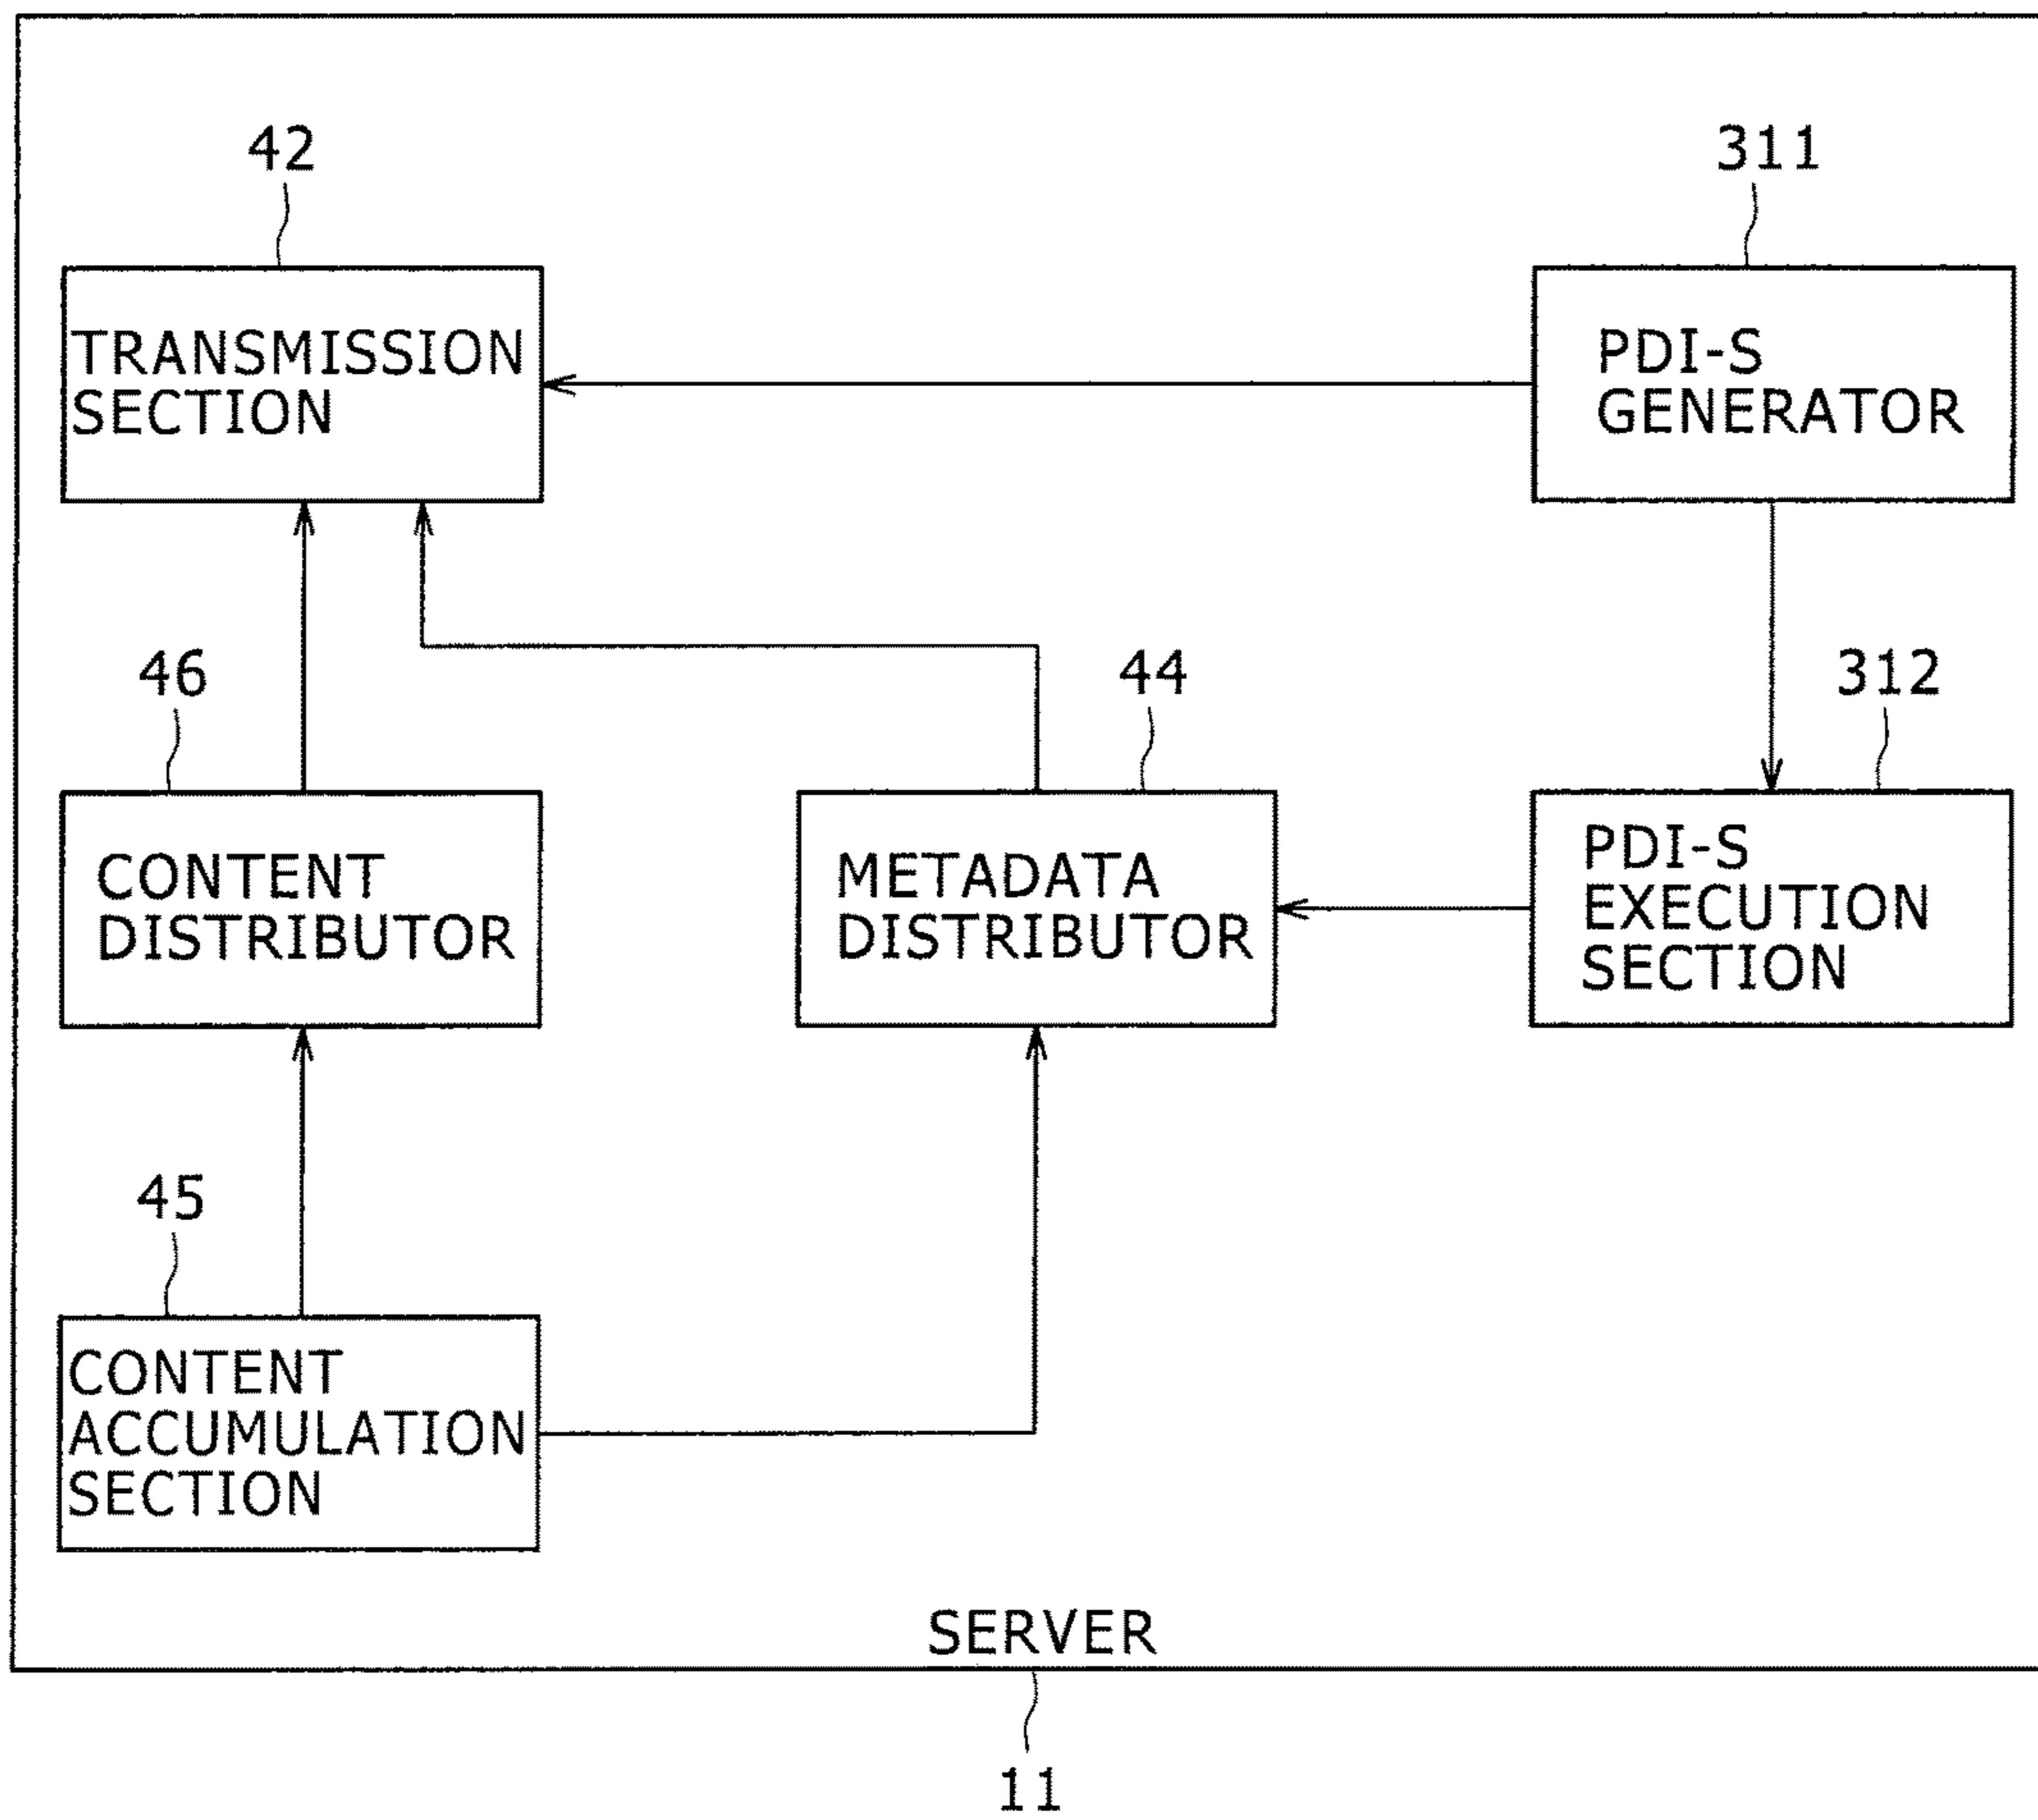 42
311
TRANSMISSION
SECTION
PDI-S
GENERATOR
46
44
312
CONTENT
DISTRIBUTOR
METADATA
DISTRIBUTOR
PDI-S
EXECUTION
SECTION
45
CONTENT
ACCUMULATION
SECTION
SERVER
11